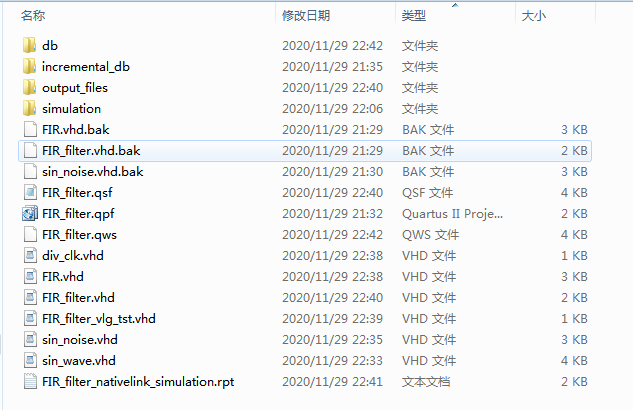 名称 修改日期 类型 大小
db 2020/11/29 22:42 文件夹
incremental_db 2020/11/29 21:35 文件夹
output_files 2020/11/29 22:40 文件夹
simulation 2020/11/29 22:06 文件夹
FIR.vhd.bak 2020/11/29 21:29 BAK 文件 3 KB
FIR_filter.vhd.bak 2020/11/29 21:29 BAK 文件 2 KB
sin_noise.vhd.bak 2020/11/29 21:30 BAK 文件 3 KB
FIR_filter.qsf 2020/11/29 22:40 QSF 文件 4 KB
FIR_filter.qpf 2020/11/29 21:32 Quartus II Proje... 2 KB
FIR_filter.qws 2020/11/29 22:42 QWS 文件 4 KB
div_clk.vhd 2020/11/29 22:38 VHD 文件 1 KB
FIR.vhd 2020/11/29 22:38 VHD 文件 3 KB
FIR_filter.vhd 2020/11/29 22:40 VHD 文件 2 KB
FIR_filter_vlg_tst.vhd 2020/11/29 22:39 VHD 文件 1 KB
sin_noise.vhd 2020/11/29 22:35 VHD 文件 3 KB
sin_wave.vhd 2020/11/29 22:33 VHD 文件 4 KB
FIR_filter_nativelink_simulation.rpt 2020/11/29 22:41 文本文档 2 KB